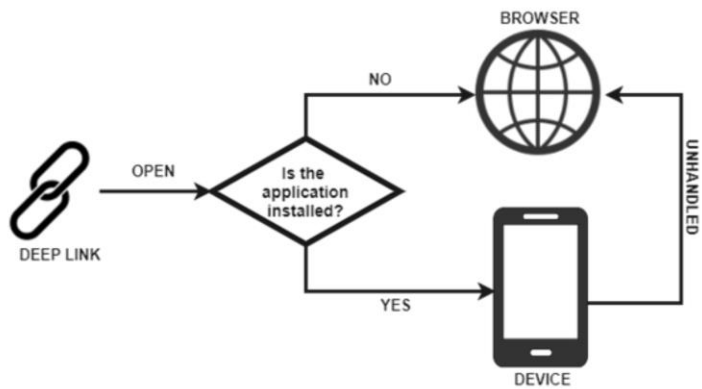 BROWSER
NO
OPEN
Is the
application
installed?
UNHANDLED
DEEP LINK
YES
DEVICE